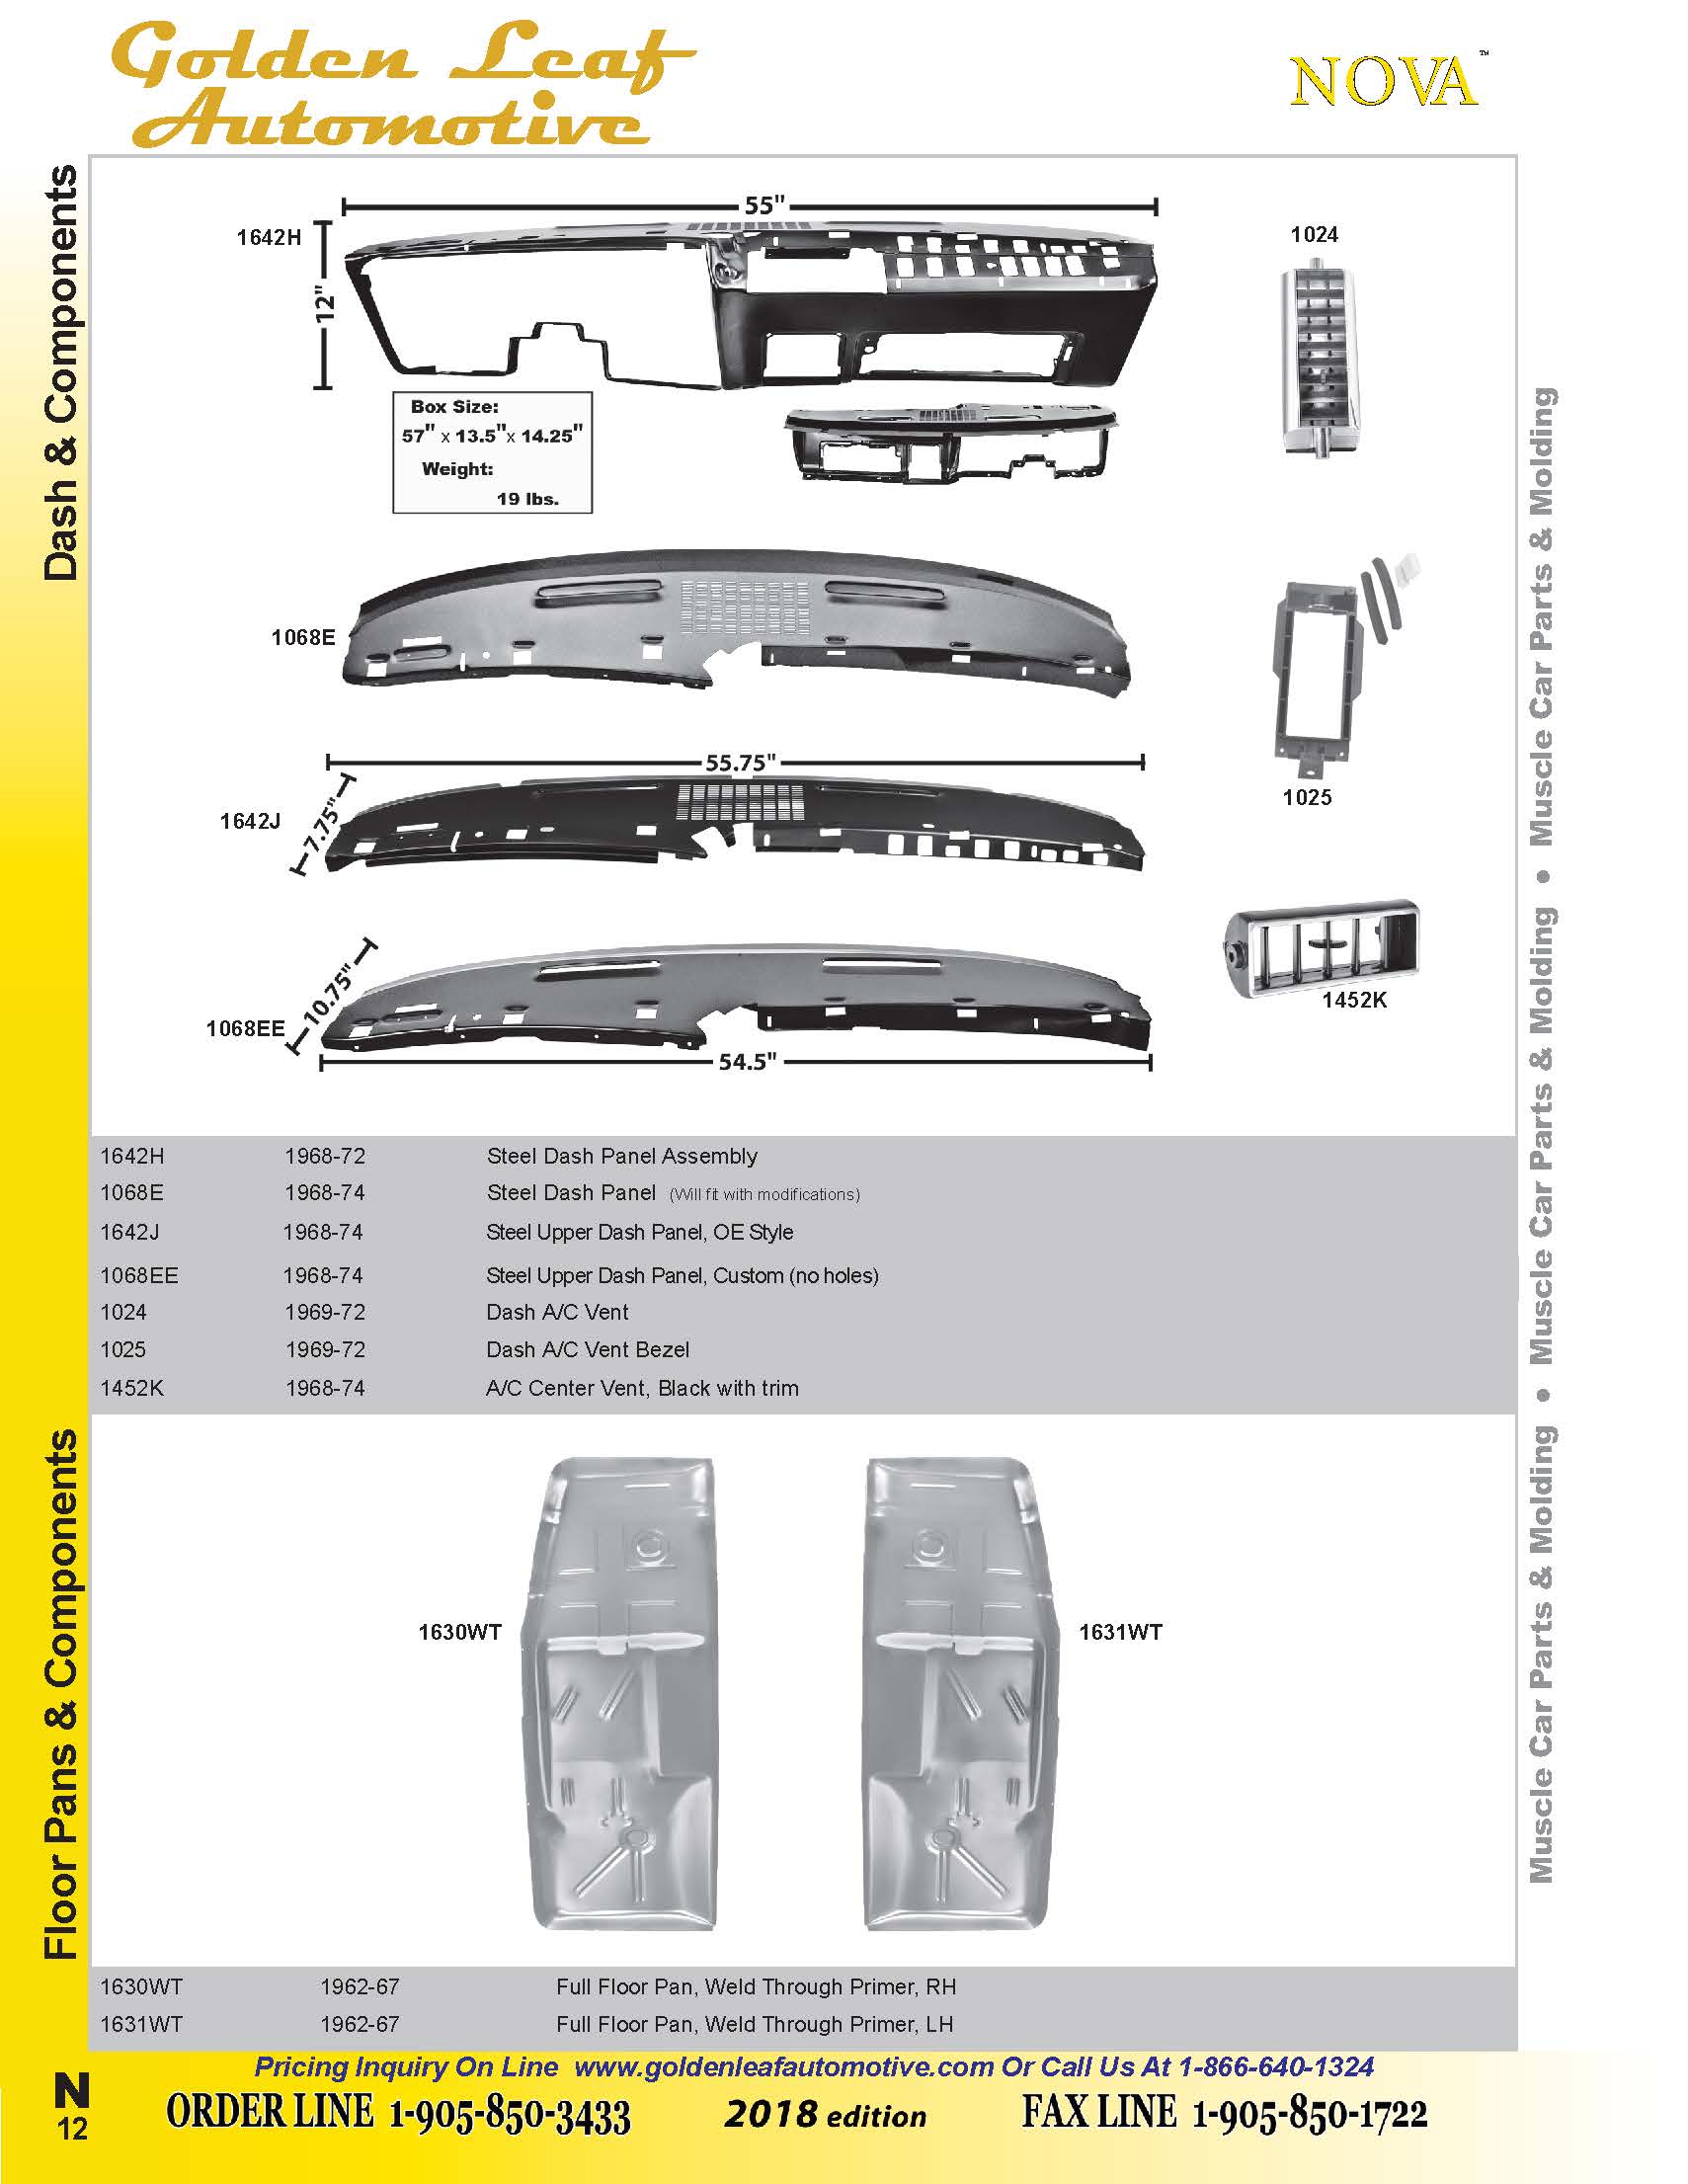 Golden Leaf
Automotive
NOVA™
Dash & Components
55"
1642H
12"
1024
Box Size:
57" x 13.5"x 14.25"
Weight:
19 lbs.
1068E
1025
55.75"
1642J
7.75"
1452K
10.75"
1068EE
54.5"
1642H 1968-72 Steel Dash Panel Assembly
1068E 1968-74 Steel Dash Panel (Will fit with modifications)
1642J 1968-74 Steel Upper Dash Panel, OE Style
1068EE 1968-74 Steel Upper Dash Panel, Custom (no holes)
1024 1969-72 Dash A/C Vent
1025 1969-72 Dash A/C Vent Bezel
1452K 1968-74 A/C Center Vent, Black with trim
Floor Pans & Components
1630WT
1631WT
1630WT 1962-67 Full Floor Pan, Weld Through Primer, RH
1631WT 1962-67 Full Floor Pan, Weld Through Primer, LH
Muscle Car Parts & Molding • Muscle Car Parts & Molding • Muscle Car Parts & Molding
Pricing Inquiry On Line www.goldenleafautomotive.com Or Call Us At 1-866-640-1324
N
12
ORDER LINE 1-905-850-3433
2018 edition
FAX LINE 1-905-850-1722